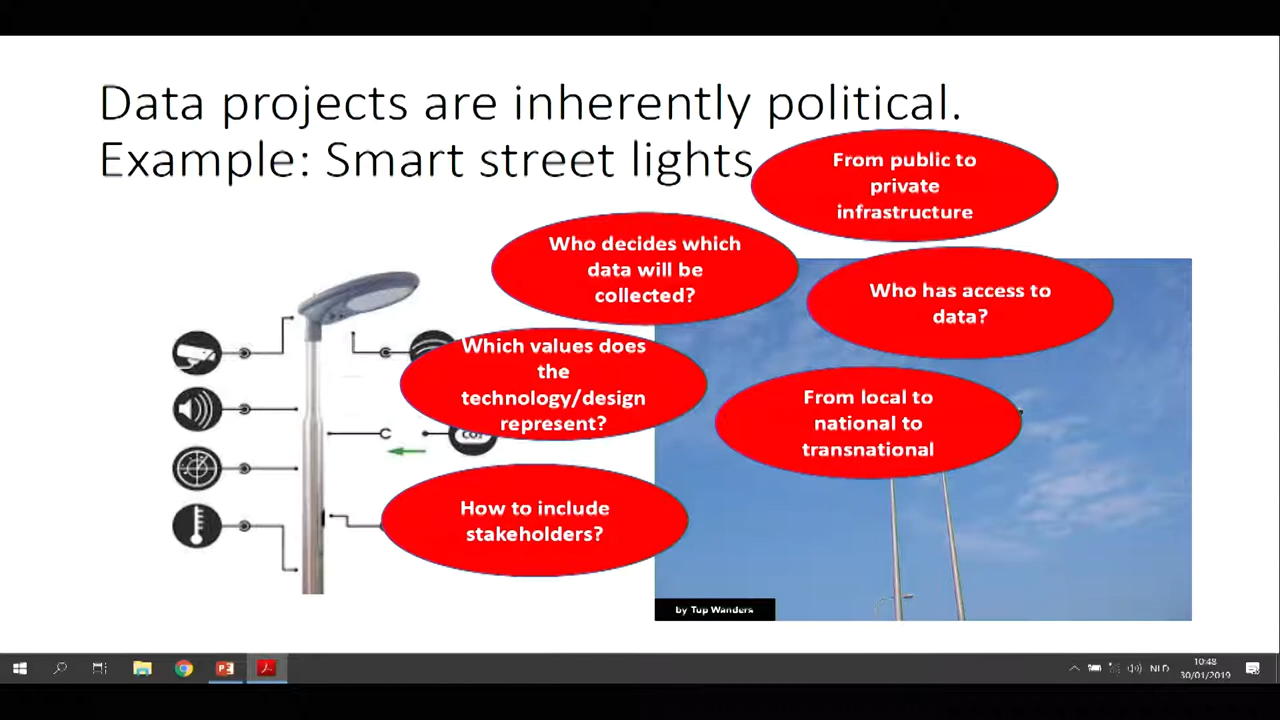 Data projects are inherently political.
Example: Smart street lights
From public to
private
infrastructure
Who decides which
data will be
collected?
Who has access to
data?
Which values does
the
technology/design
represent?
From local to
national to
transnational
CO2
How to include
stakeholders?
by Tup Wanders
NLD
10:48
30/01/2019